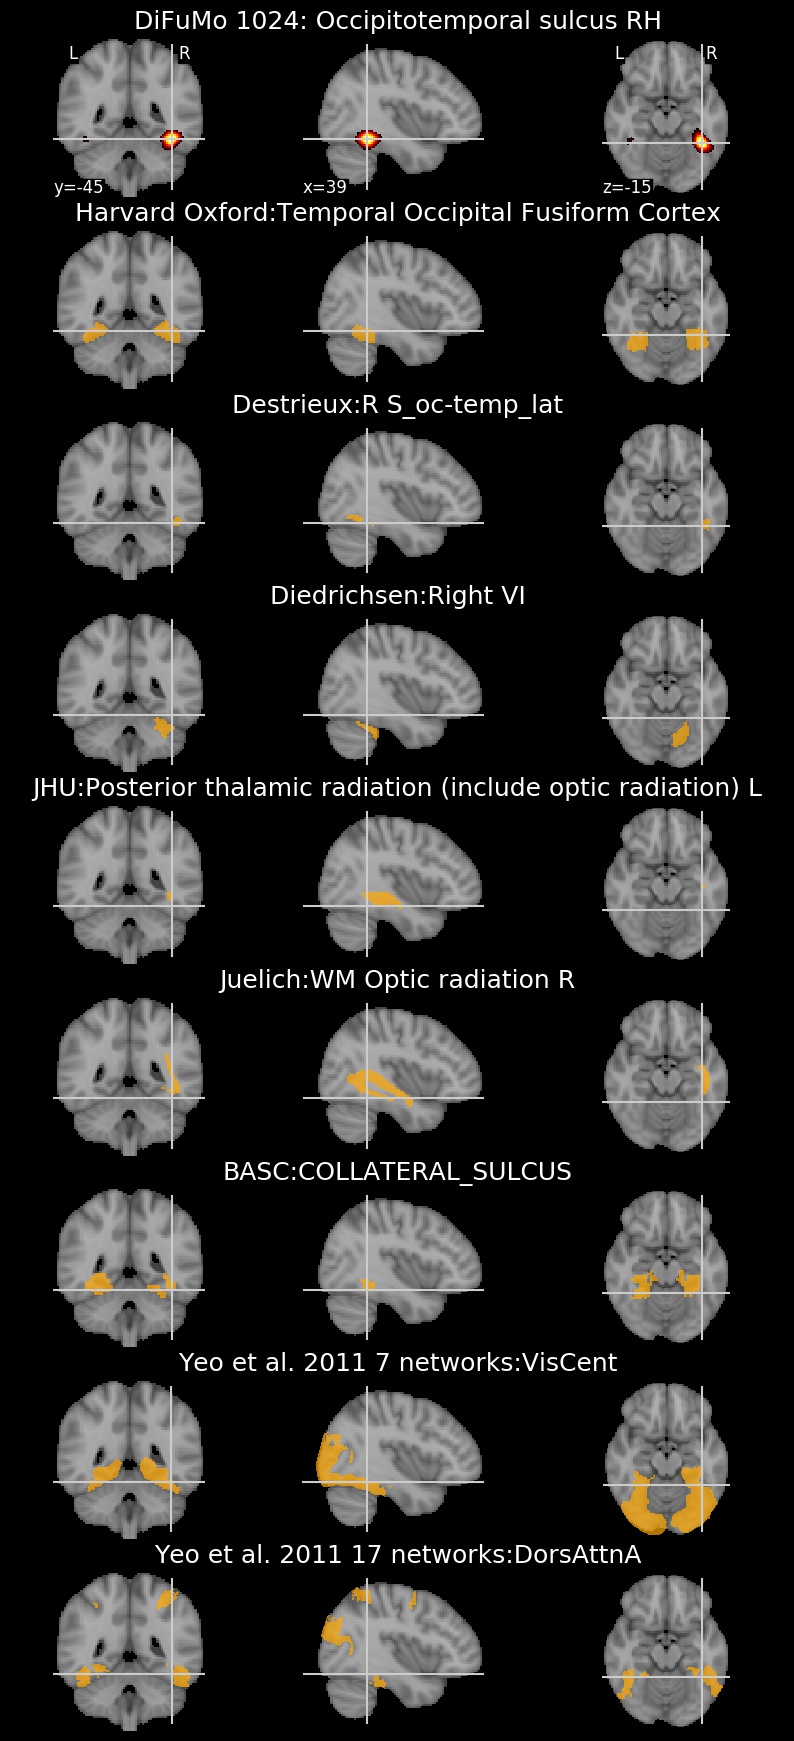 DiFuMo 1024: Occipitotemporal sulcus RH
L R L R
y=-45 x=39 z=-15
Harvard Oxford:Temporal Occipital Fusiform Cortex
Destrieux:R S_oc-temp_lat
Diedrichsen:Right VI
JHU:Posterior thalamic radiation (include optic radiation) L
Juelich:WM Optic radiation R
BASC:COLLATERAL_SULCUS
Yeo et al. 2011 7 networks:VisCent
Yeo et al. 2011 17 networks:DorsAttnA